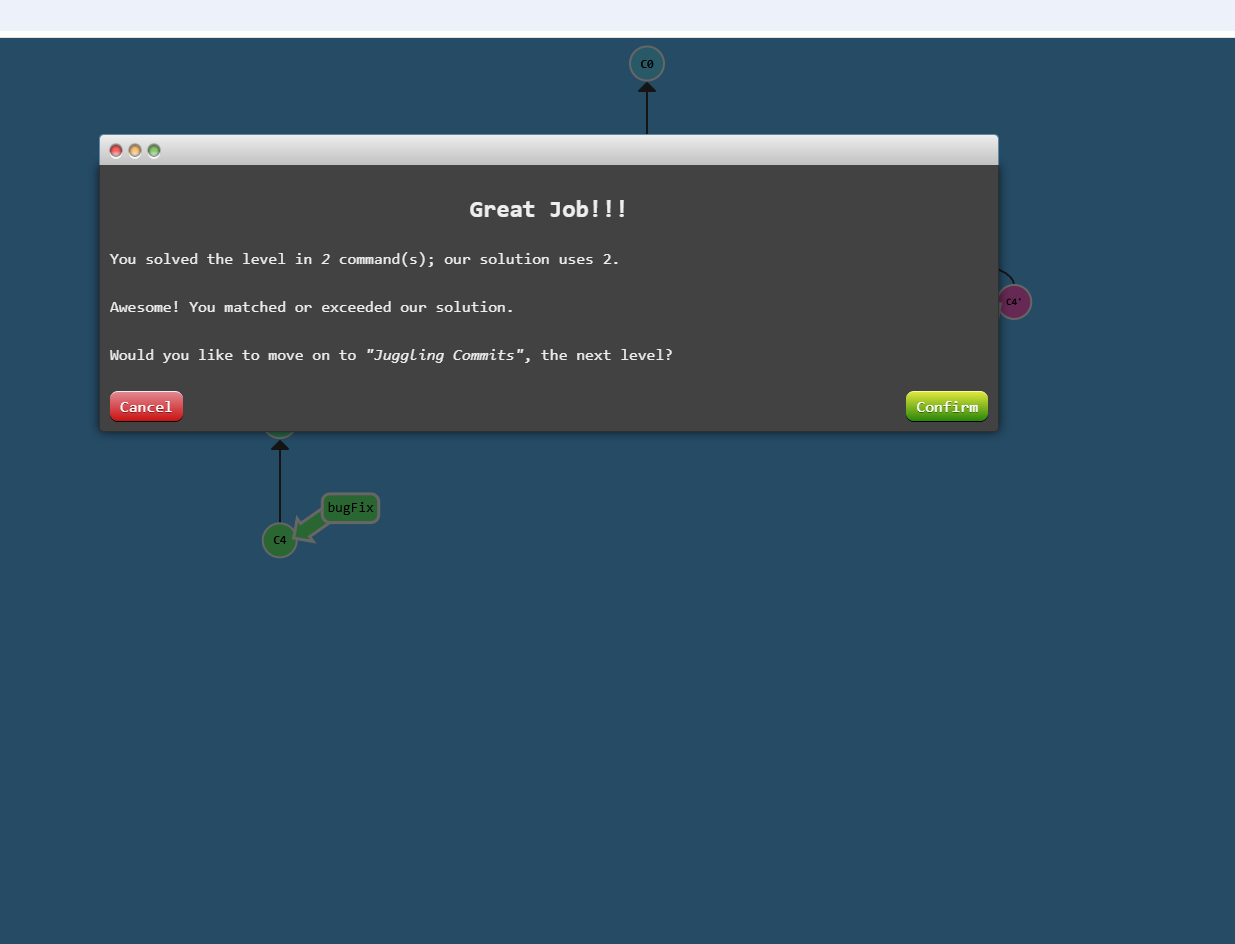 C0
Great Job!!!
You solved the level in 2 command(s); our solution uses 2.
Awesome! You matched or exceeded our solution.
C4'
Would you like to move on to "Juggling Commits", the next level?
Cancel
Confirm
bugFix
C4